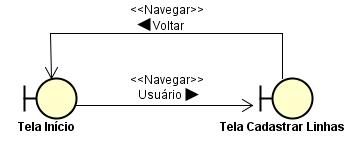 <<Navegar>>
Voltar
<<Navegar>>
Usuário
Tela Início
Tela Cadastrar Linhas